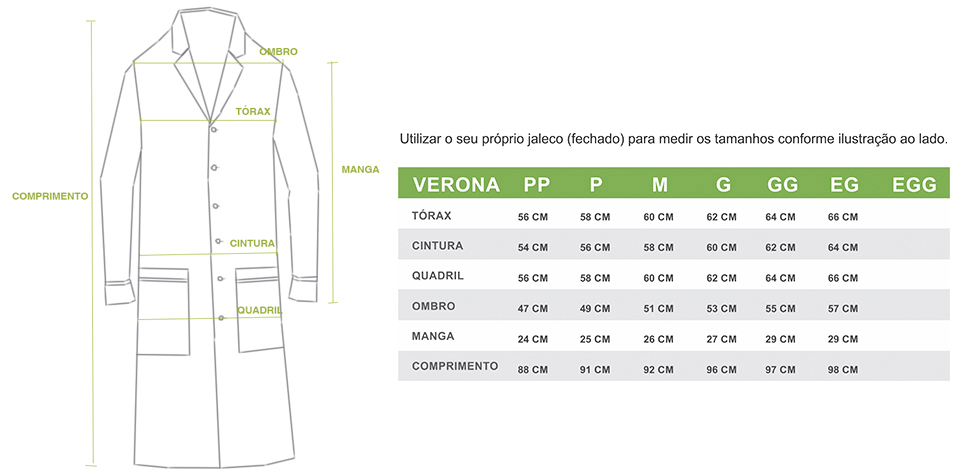 OMBRO
TÓRAX
MANGA
COMPRIMENTO
CINTURA
QUADRIL
Utilizar o seu próprio jaleco (fechado) para medir os tamanhos conforme ilustração ao lado.
VERONA PP P M G GG EG EGG
TÓRAX 56 CM 58 CM 60 CM 62 CM 64 CM 66 CM
CINTURA 54 CM 56 CM 58 CM 60 CM 62 CM 64 CM
QUADRIL 56 CM 58 CM 60 CM 62 CM 64 CM 66 CM
OMBRO 47 CM 49 CM 51 CM 53 CM 55 CM 57 CM
MANGA 24 CM 25 CM 26 CM 27 CM 29 CM 29 CM
COMPRIMENTO 88 CM 91 CM 92 CM 96 CM 97 CM 98 CM